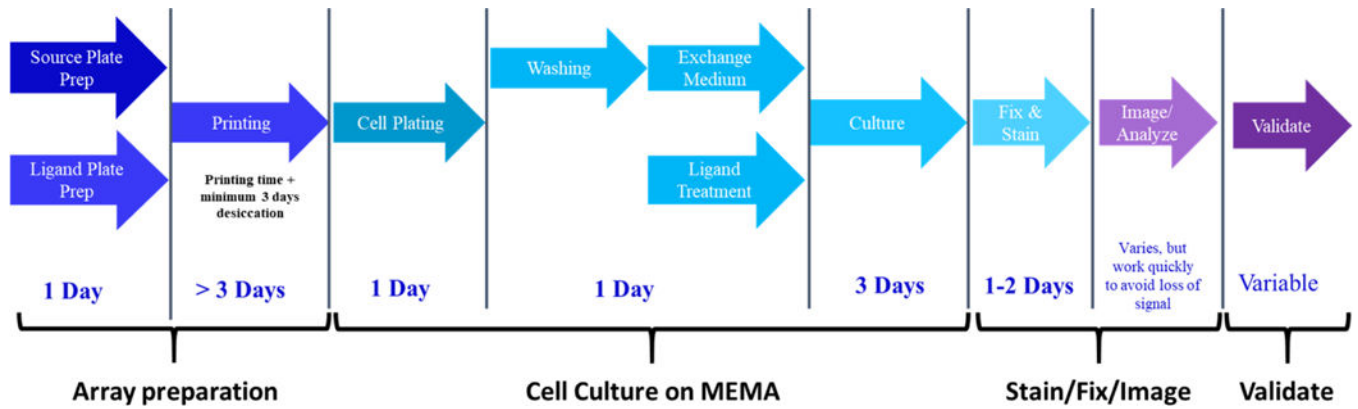 Source Plate
Prep
Ligand Plate
Prep
Printing
Printing time +
minimum 3 days
desiccation
Cell Plating
Washing
Exchange
Medium
Ligand
Treatment
Culture
Fix &
Stain
Image/
Analyze
Validate
1 Day
> 3 Days
1 Day
1 Day
3 Days
1-2 Days
Varies, but
work quickly
to avoid loss of
signal
Variable
Array preparation
Cell Culture on MEMA
Stain/Fix/Image
Validate